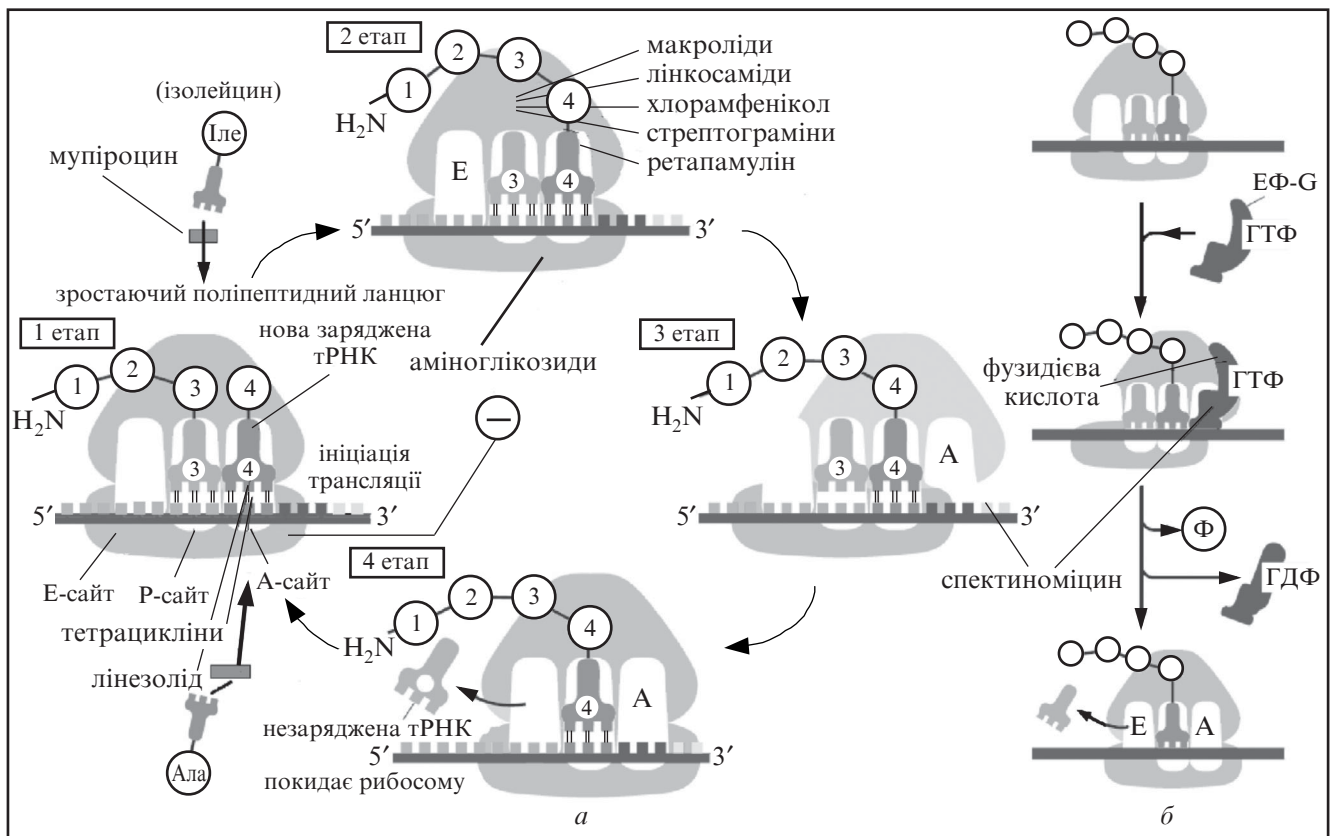 2 етап
1
2
3
4
H₂N
3
4
E
5′
3′
макроліди
лінкосаміди
хлорамфенікол
стрептограміни
ретапамулін
(ізолейцин)
Іле
мупіроцин
зростаючий поліпептидний ланцюг
1 етап
нова заряджена
тРНК
1
2
3
4
H₂N
3
4
5′
3′
ініціація
трансляції
аміноглікозиди
–
E-сайт
P-сайт
A-сайт
тетрацикліни
лінезолід
Ала
3 етап
1
2
3
4
H₂N
3
4
A
5′
3′
спектиноміцин
4 етап
1
2
3
4
H₂N
4
A
незаряджена тРНК
5′
3′
покидає рибосому
а
ЕФ-G
ГТФ
фузидієва
кислота
ГТФ
Ф
ГДФ
E
A
б